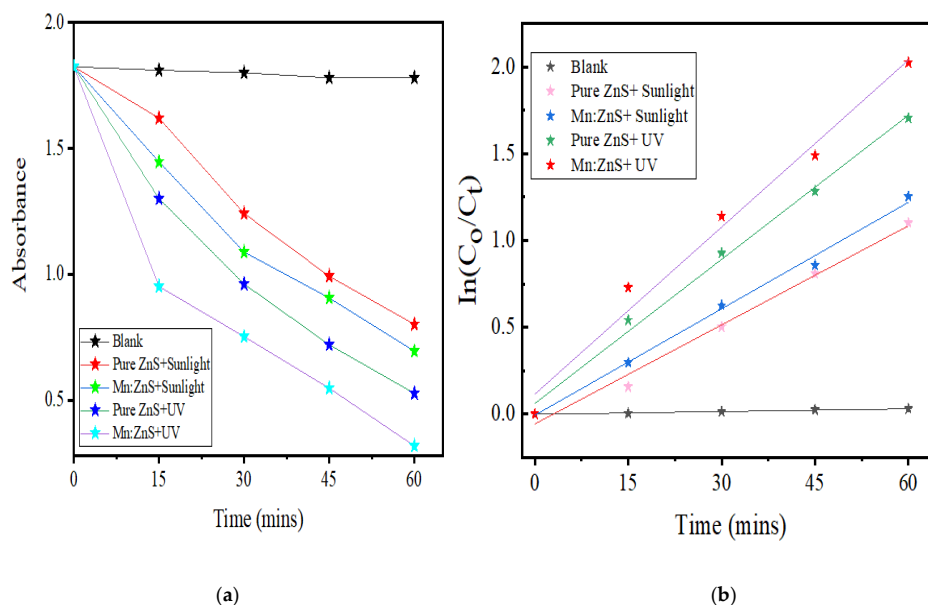 2.0
1.5
1.0
0.5
Absorbance
Blank
Pure ZnS+Sunlight
Mn:ZnS+Sunlight
Pure ZnS+UV
Mn:ZnS+UV
0 15 30 45 60
Time (mins)
(a)
2.0
1.5
1.0
0.5
0.0
In(Co/Ct)
Blank
Pure ZnS+ Sunlight
Mn:ZnS+ Sunlight
Pure ZnS+ UV
Mn:ZnS+ UV
0 15 30 45 60
Time (mins)
(b)